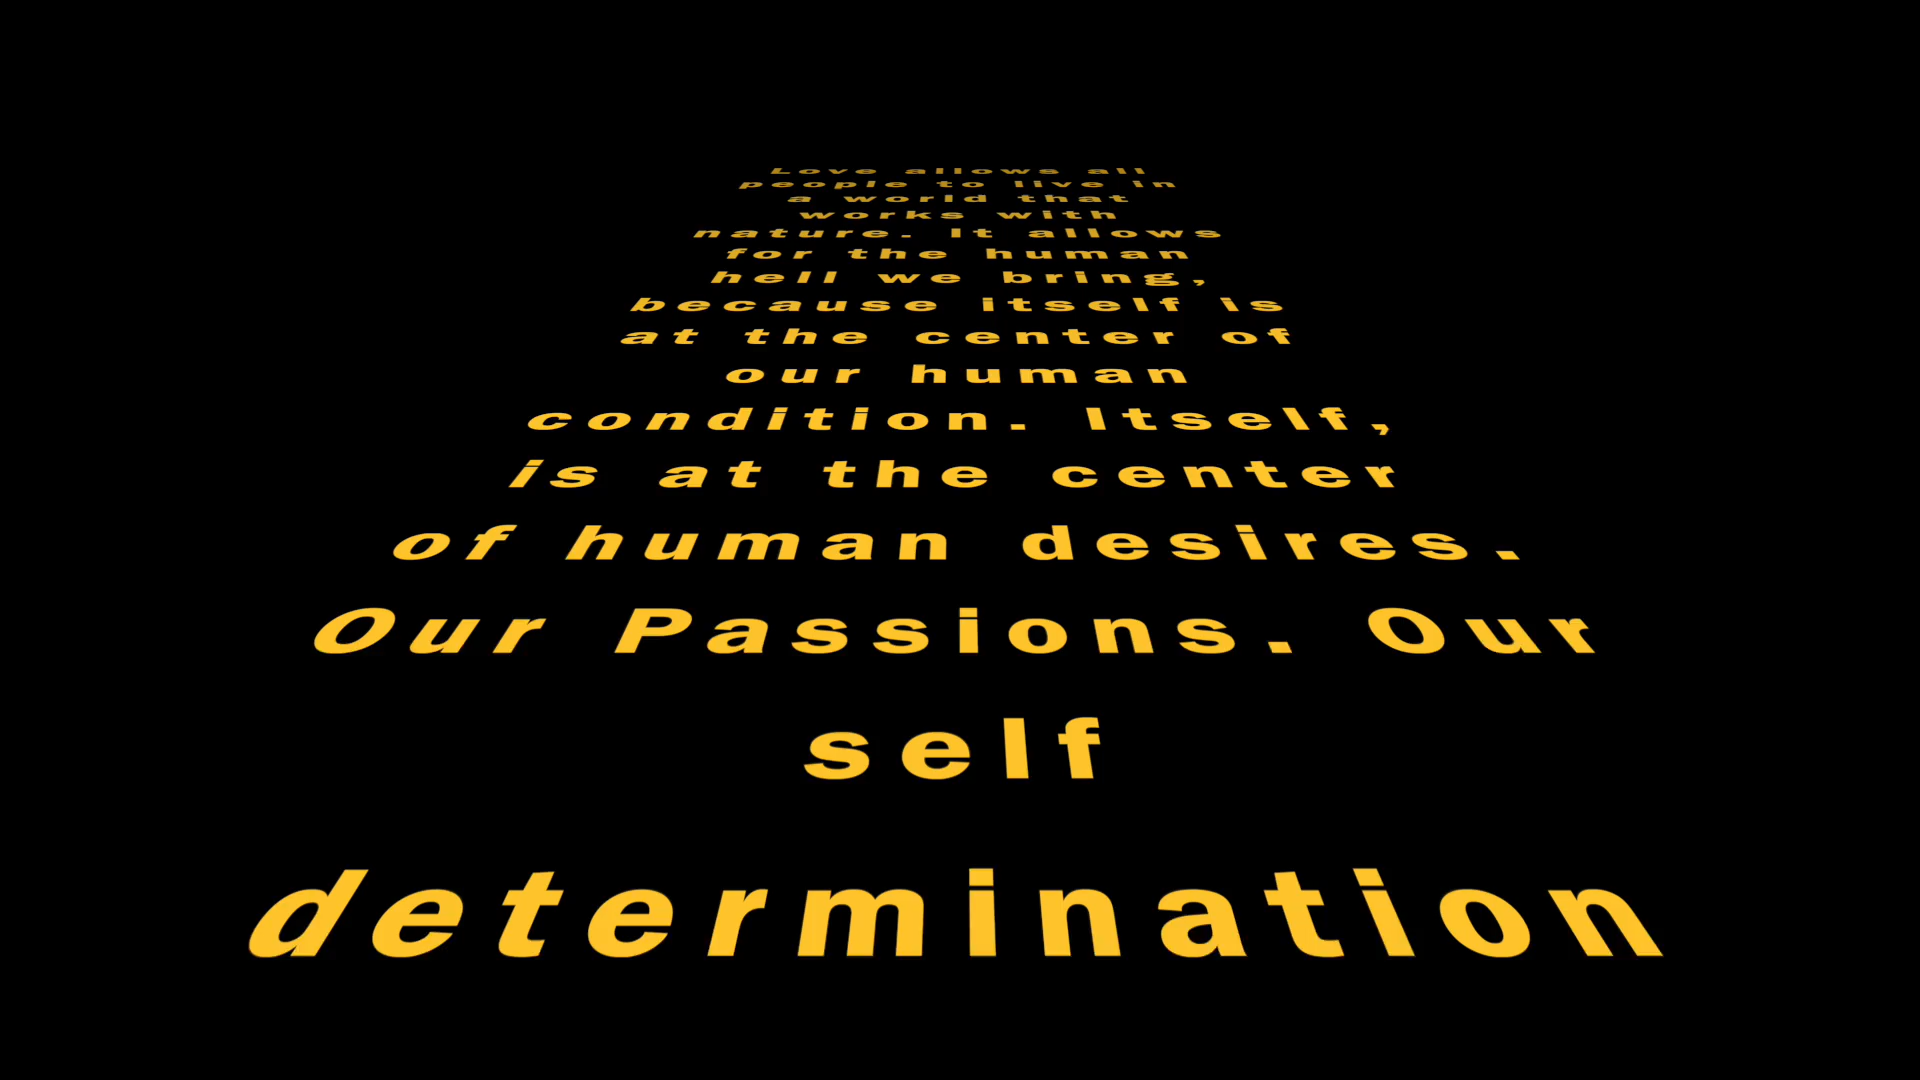 Love allows all
people to live in
a world that
works with
nature. It allows
for the human
hell we bring,
because itself is
at the center of
our human
condition. Itself,
is at the center
of human desires.
Our Passions. Our
self
determination